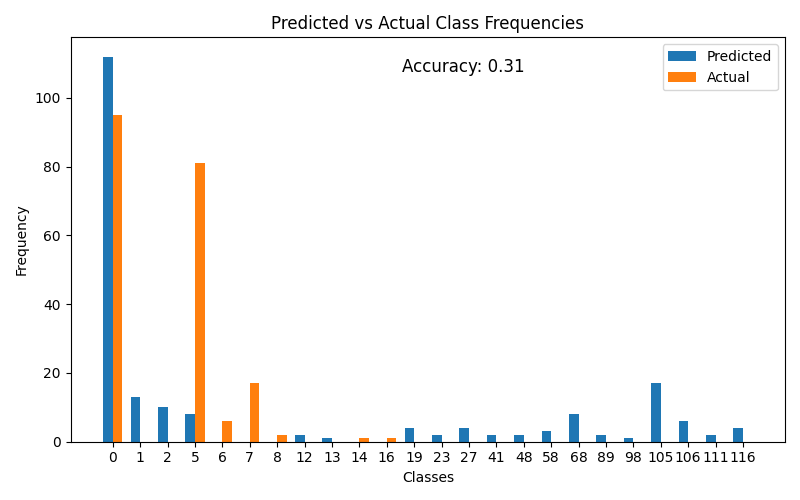 Predicted vs Actual Class Frequencies
Accuracy: 0.31
Predicted
Actual
Frequency
100
80
60
40
20
0
0 1 2 5 6 7 8 12 13 14 16 19 23 27 41 48 58 68 89 98 105 106 111 116
Classes